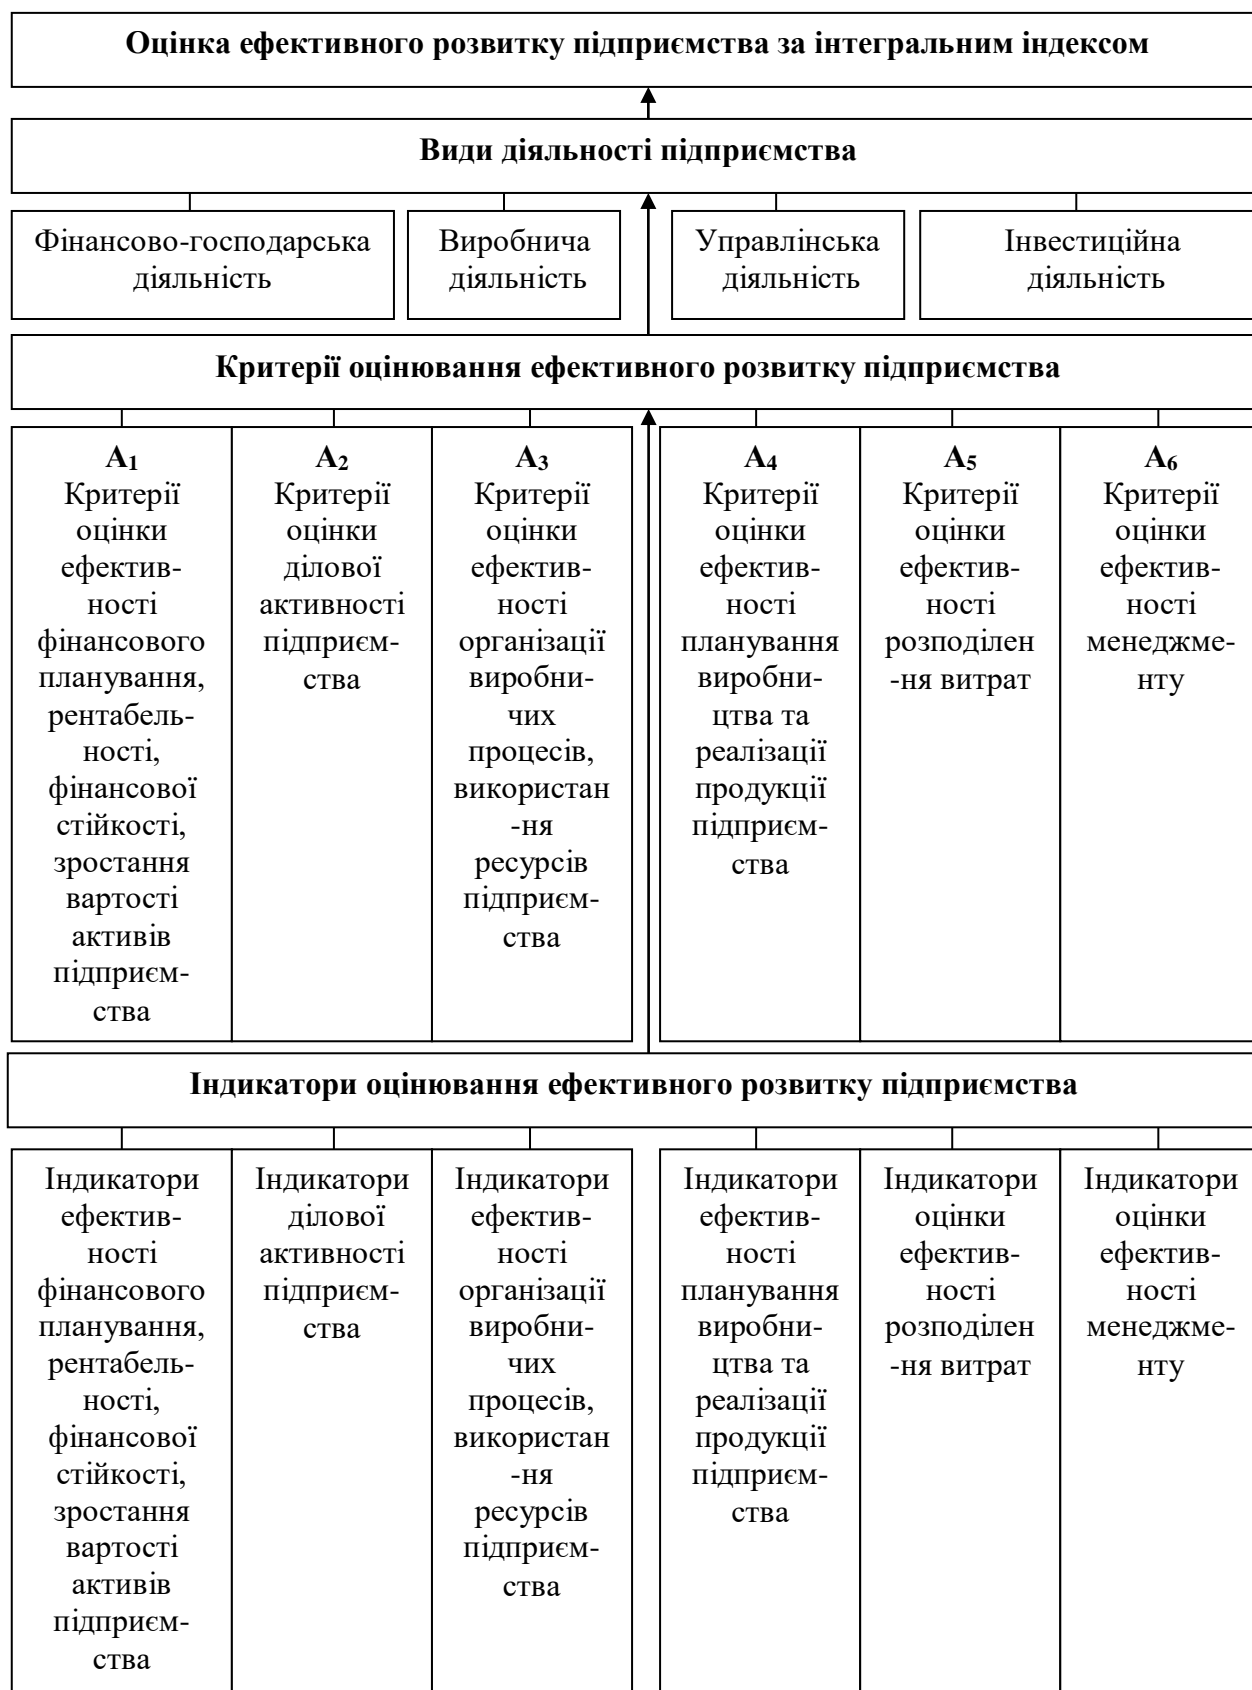 Оцінка ефективного розвитку підприємства за інтегральним індексом
Види діяльності підприємства
Фінансово-господарська
діяльність
Виробнича
діяльність
Управлінська
діяльність
Інвестиційна
діяльність
Критерії оцінювання ефективного розвитку підприємства
А1
Критерії
оцінки
ефектив-
ності
фінансового
планування,
рентабель-
ності,
фінансової
стійкості,
зростання
вартості
активів
підприєм-
ства
А2
Критерії
оцінки
ділової
активності
підприєм-
ства
А3
Критерії
оцінки
ефектив-
ності
організації
виробни-
чих
процесів,
використан
-ня
ресурсів
підприєм-
ства
А4
Критерії
оцінки
ефектив-
ності
планування
виробни-
цтва та
реалізації
продукції
підприєм-
ства
А5
Критерії
оцінки
ефектив-
ності
розподілен
-ня витрат
А6
Критерії
оцінки
ефектив-
ності
менеджме-
нту
Індикатори оцінювання ефективного розвитку підприємства
Індикатори
ефектив-
ності
фінансового
планування,
рентабель-
ності,
фінансової
стійкості,
зростання
вартості
активів
підприєм-
ства
Індикатори
ділової
активності
підприєм-
ства
Індикатори
ефектив-
ності
організації
виробни-
чих
процесів,
використан
-ня
ресурсів
підприєм-
ства
Індикатори
ефектив-
ності
планування
виробни-
цтва та
реалізації
продукції
підприєм-
ства
Індикатори
оцінки
ефектив-
ності
розподілен
-ня витрат
Індикатори
оцінки
ефектив-
ності
менеджме-
нту